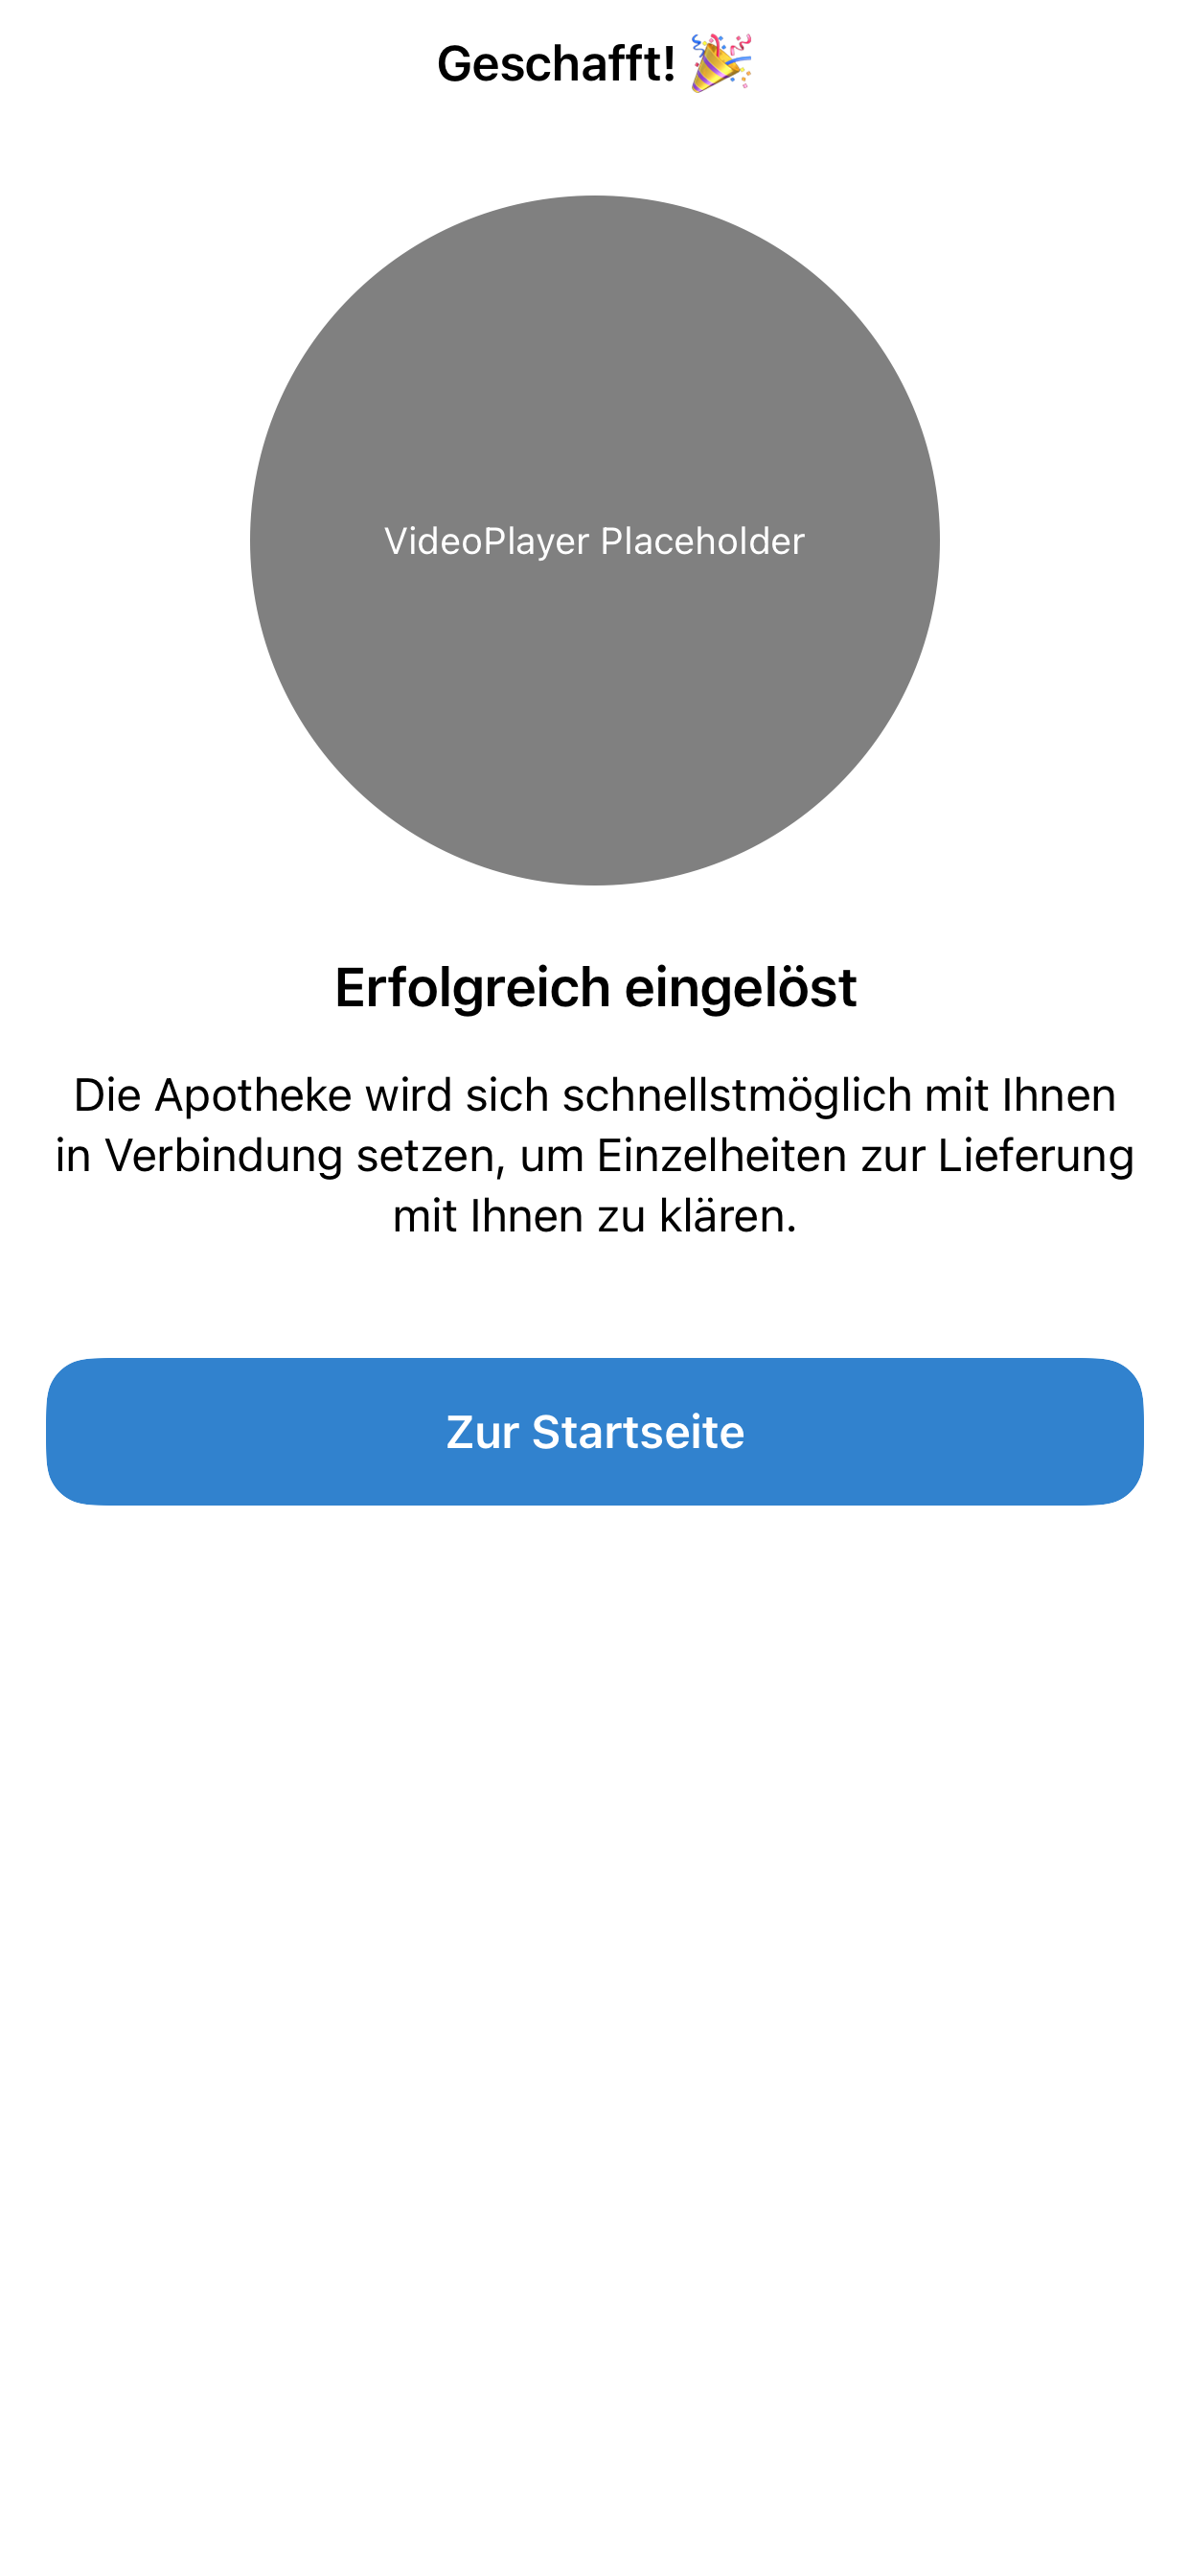 Geschafft! 🎉
VideoPlayer Placeholder
Erfolgreich eingelöst
Die Apotheke wird sich schnellstmöglich mit Ihnen
in Verbindung setzen, um Einzelheiten zur Lieferung
mit Ihnen zu klären.
Zur Startseite